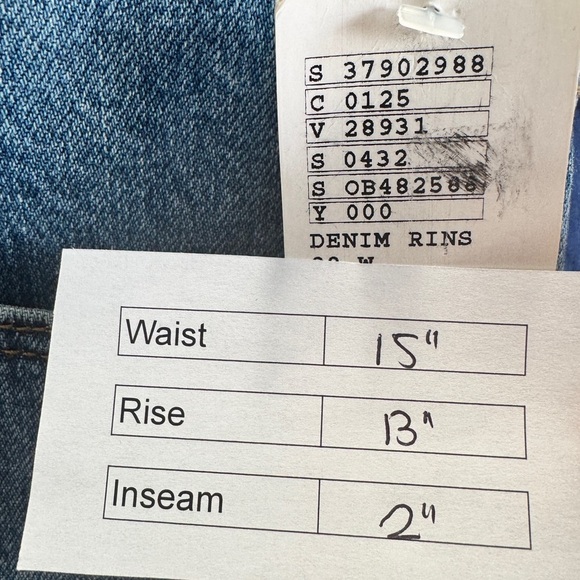 S 37902988
C 0125
V 28931
S 0432
S OB482588
Y 000
DENIM RINS
W
Waist 15"
Rise 13"
Inseam 2"